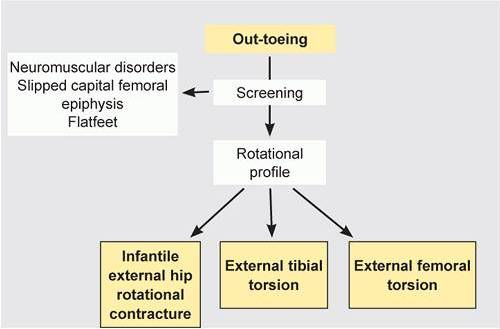 Out-toeing
Neuromuscular disorders
Slipped capital femoral
epiphysis
Flatfeet
Screening
Rotational
profile
Infantile
external hip
rotational
contracture
External tibial
torsion
External femoral
torsion